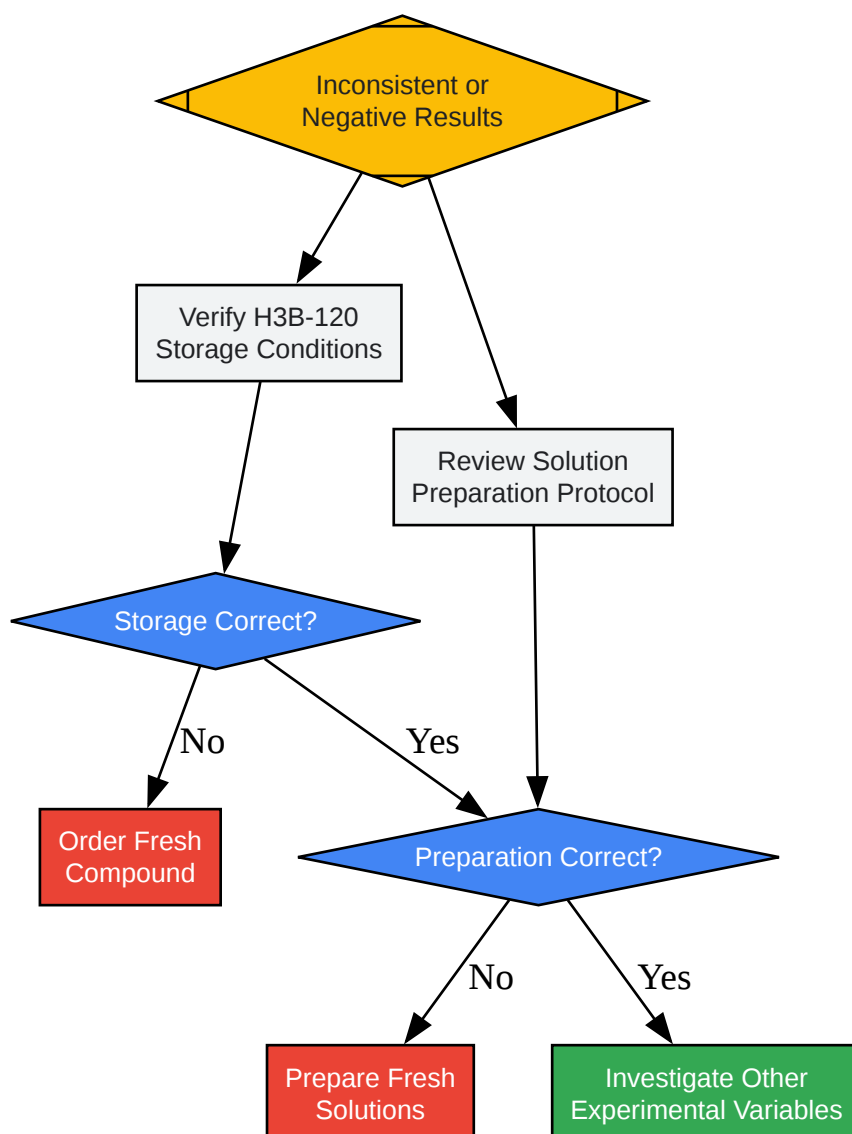 Inconsistent or
Negative Results
Verify H3B-120
Storage Conditions
Review Solution
Preparation Protocol
Storage Correct?
No
Yes
Order Fresh
Compound
Preparation Correct?
No
Yes
Prepare Fresh
Solutions
Investigate Other
Experimental Variables